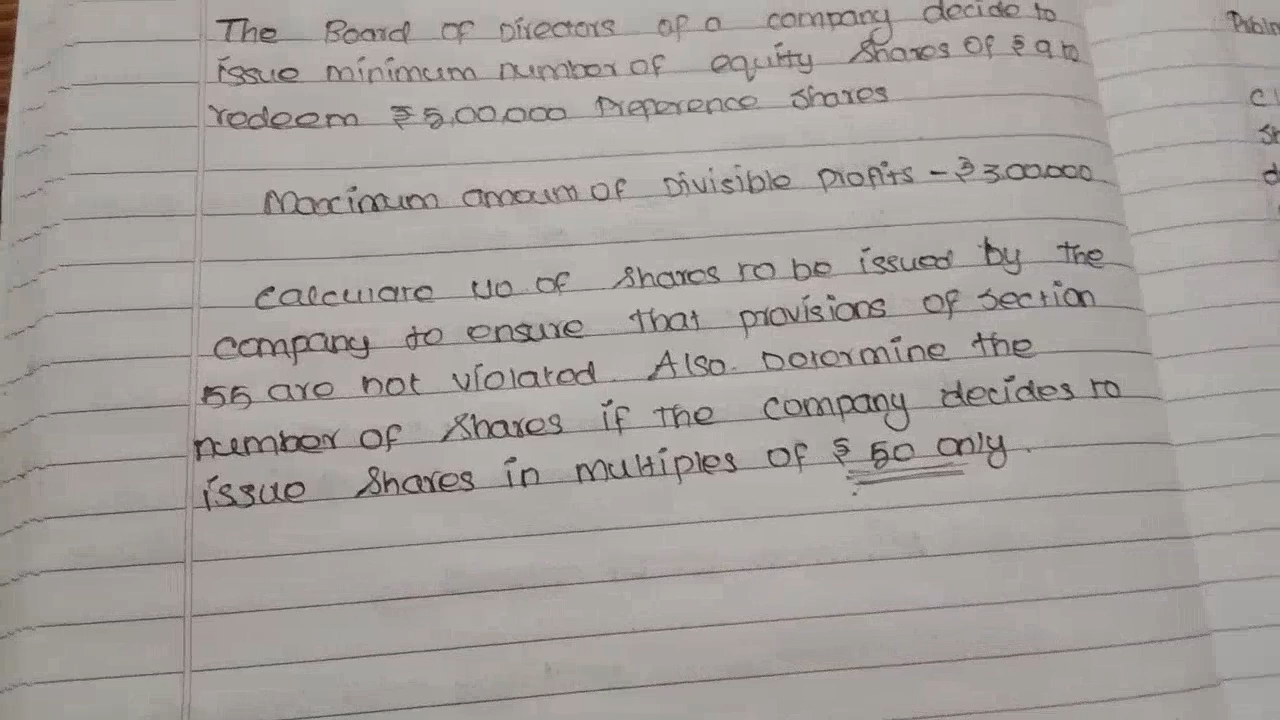 The Board of Directors of a company decide to
issue minimum number of equity shares of ₹ 9 to
redeem ₹ 5,00,000 Preference shares
Maximum amount of Divisible profits - ₹ 3,00,000
calculate no of shares to be issued by the
company to ensure that provisions of section
55 are not violated Also. Determine the
number of shares if the company decides to
issue shares in multiples of ₹ 50 only.
c
d